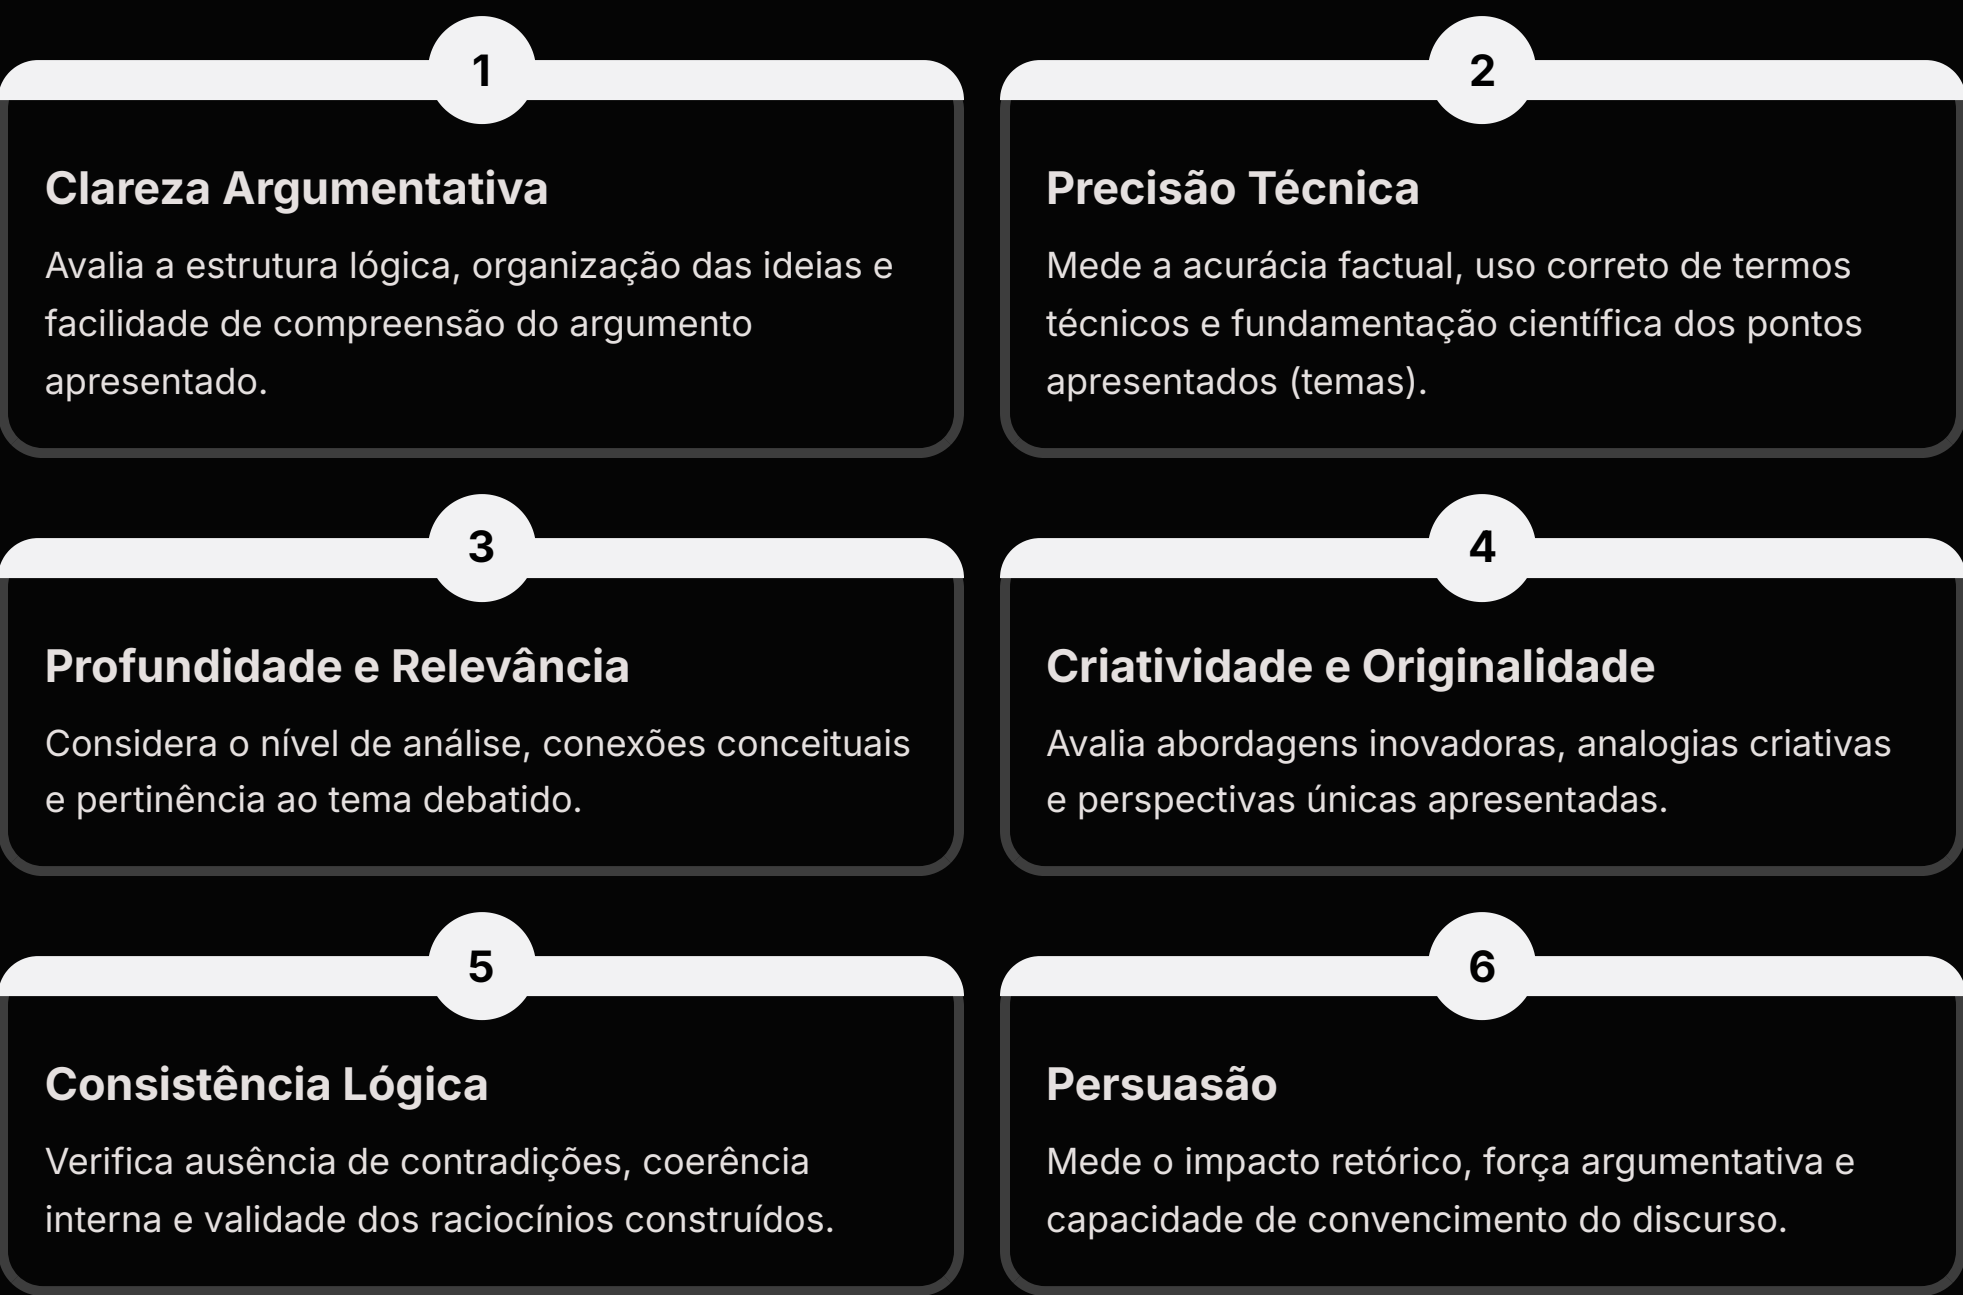 1
Clareza Argumentativa
Avalia a estrutura lógica, organização das ideias e
facilidade de compreensão do argumento
apresentado.
2
Precisão Técnica
Mede a acurácia factual, uso correto de termos
técnicos e fundamentação científica dos pontos
apresentados (temas).
3
Profundidade e Relevância
Considera o nível de análise, conexões conceituais
e pertinência ao tema debatido.
4
Criatividade e Originalidade
Avalia abordagens inovadoras, analogias criativas
e perspectivas únicas apresentadas.
5
Consistência Lógica
Verifica ausência de contradições, coerência
interna e validade dos raciocínios construídos.
6
Persuasão
Mede o impacto retórico, força argumentativa e
capacidade de convencimento do discurso.